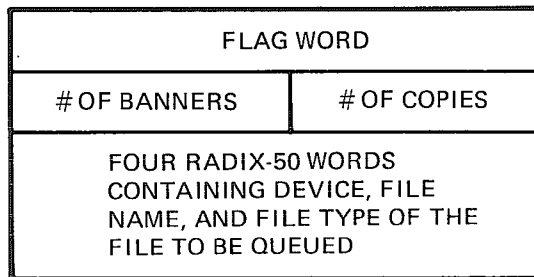 FLAG WORD
# OF BANNERS # OF COPIES
FOUR RADIX-50 WORDS
CONTAINING DEVICE, FILE
NAME, AND FILE TYPE OF THE
FILE TO BE QUEUED